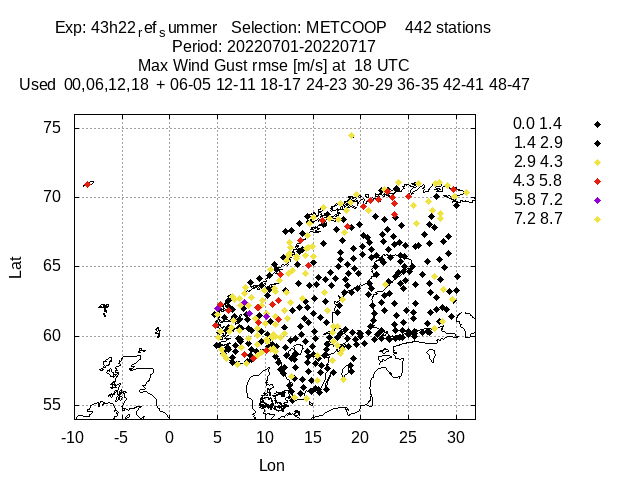 Exp: 43h22refsummer   Selection: METCOOP    442 stations
Period: 20220701-20220717
Max Wind Gust rmse [m/s] at  18 UTC
Used  00,06,12,18  + 06-05 12-11 18-17 24-23 30-29 36-35 42-41 48-47
75
70
65
60
55
Lat
-10 -5 0 5 10 15 20 25 30
Lon
0.0 1.4
1.4 2.9
2.9 4.3
4.3 5.8
5.8 7.2
7.2 8.7